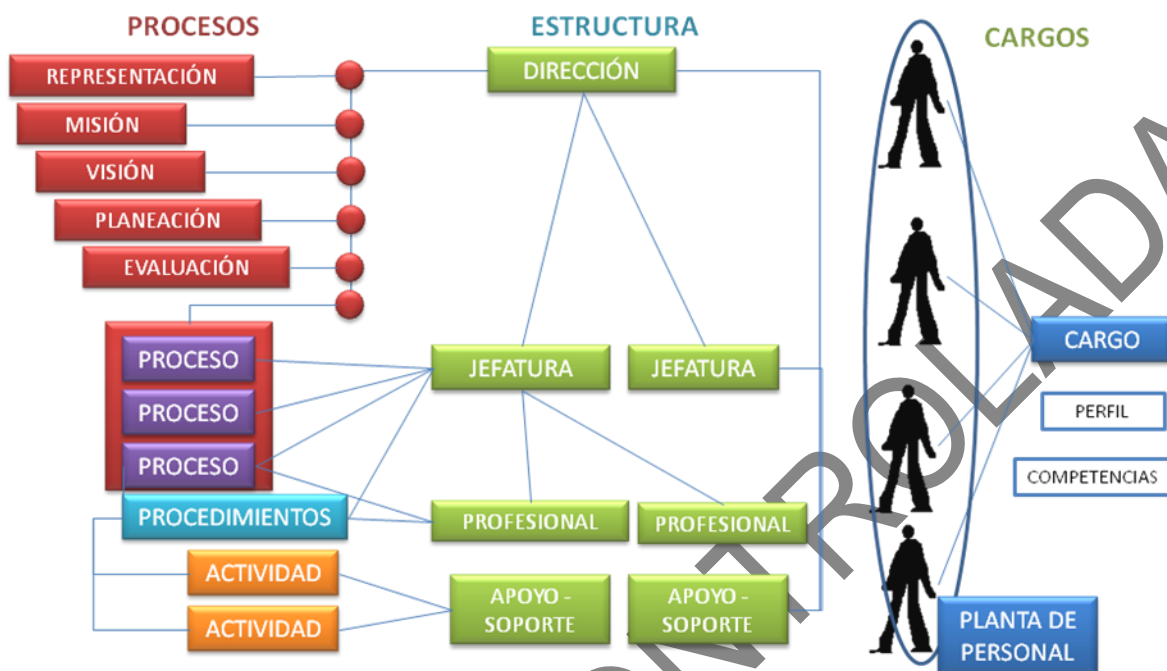 PROCESOS
ESTRUCTURA
CARGOS
REPRESENTACIÓN
MISIÓN
VISIÓN
PLANEACIÓN
EVALUACIÓN
PROCESO
PROCESO
PROCESO
PROCEDIMIENTOS
ACTIVIDAD
ACTIVIDAD
DIRECCIÓN
JEFATURA
JEFATURA
PROFESIONAL
PROFESIONAL
APOYO -
SOPORTE
APOYO -
SOPORTE
CARGO
PERFIL
COMPETENCIAS
PLANTA DE
PERSONAL
ONTROLADA